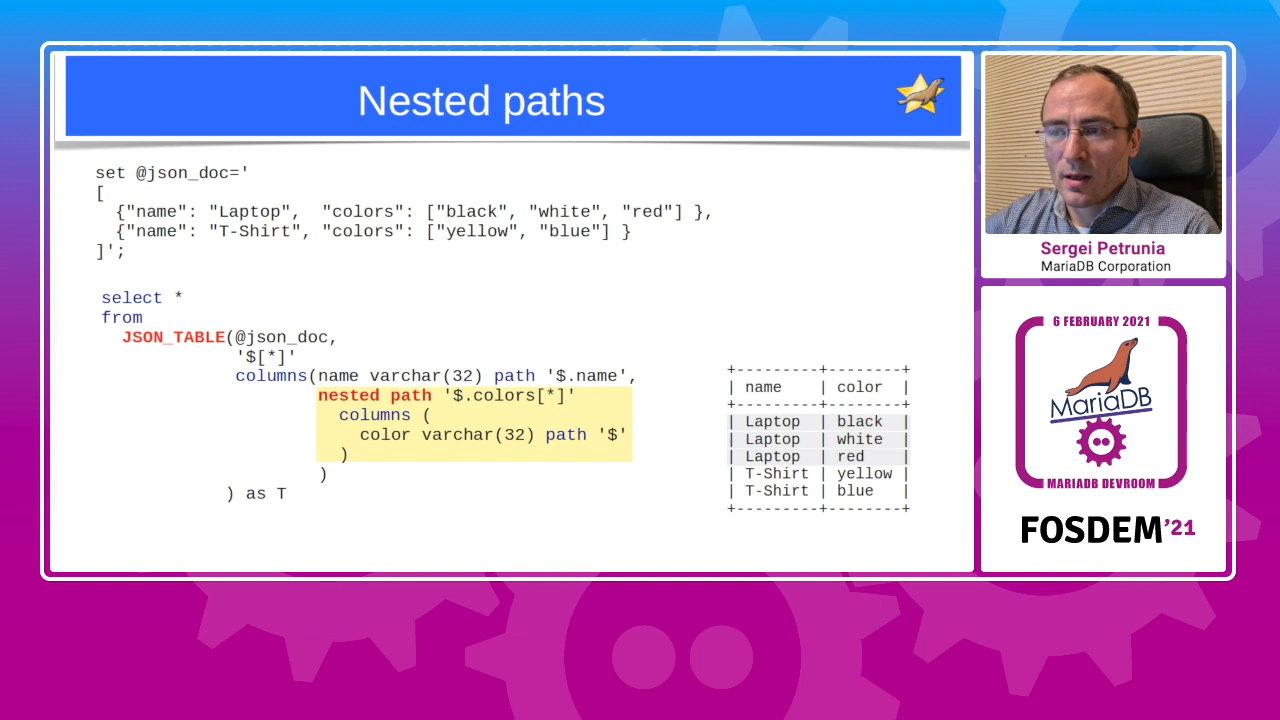 Nested paths
set @json_doc='
[
  {"name": "Laptop",  "colors": ["black", "white", "red"] },
  {"name": "T-Shirt", "colors": ["yellow", "blue"] }
]';
select *
from
  JSON_TABLE(@json_doc,
             '$[*]'
             columns(name varchar(32) path '$.name',
                     nested path '$.colors[*]'
                       columns (
                         color varchar(32) path '$'
                       )
                     )
            ) as T
+---------+--------+
| name    | color  |
+---------+--------+
| Laptop  | black  |
| Laptop  | white  |
| Laptop  | red    |
| T-Shirt | yellow |
| T-Shirt | blue   |
+---------+--------+
Sergei Petrunia
MariaDB Corporation
6 FEBRUARY 2021
MariaDB
MARIADB DEVROOM
FOSDEM'21